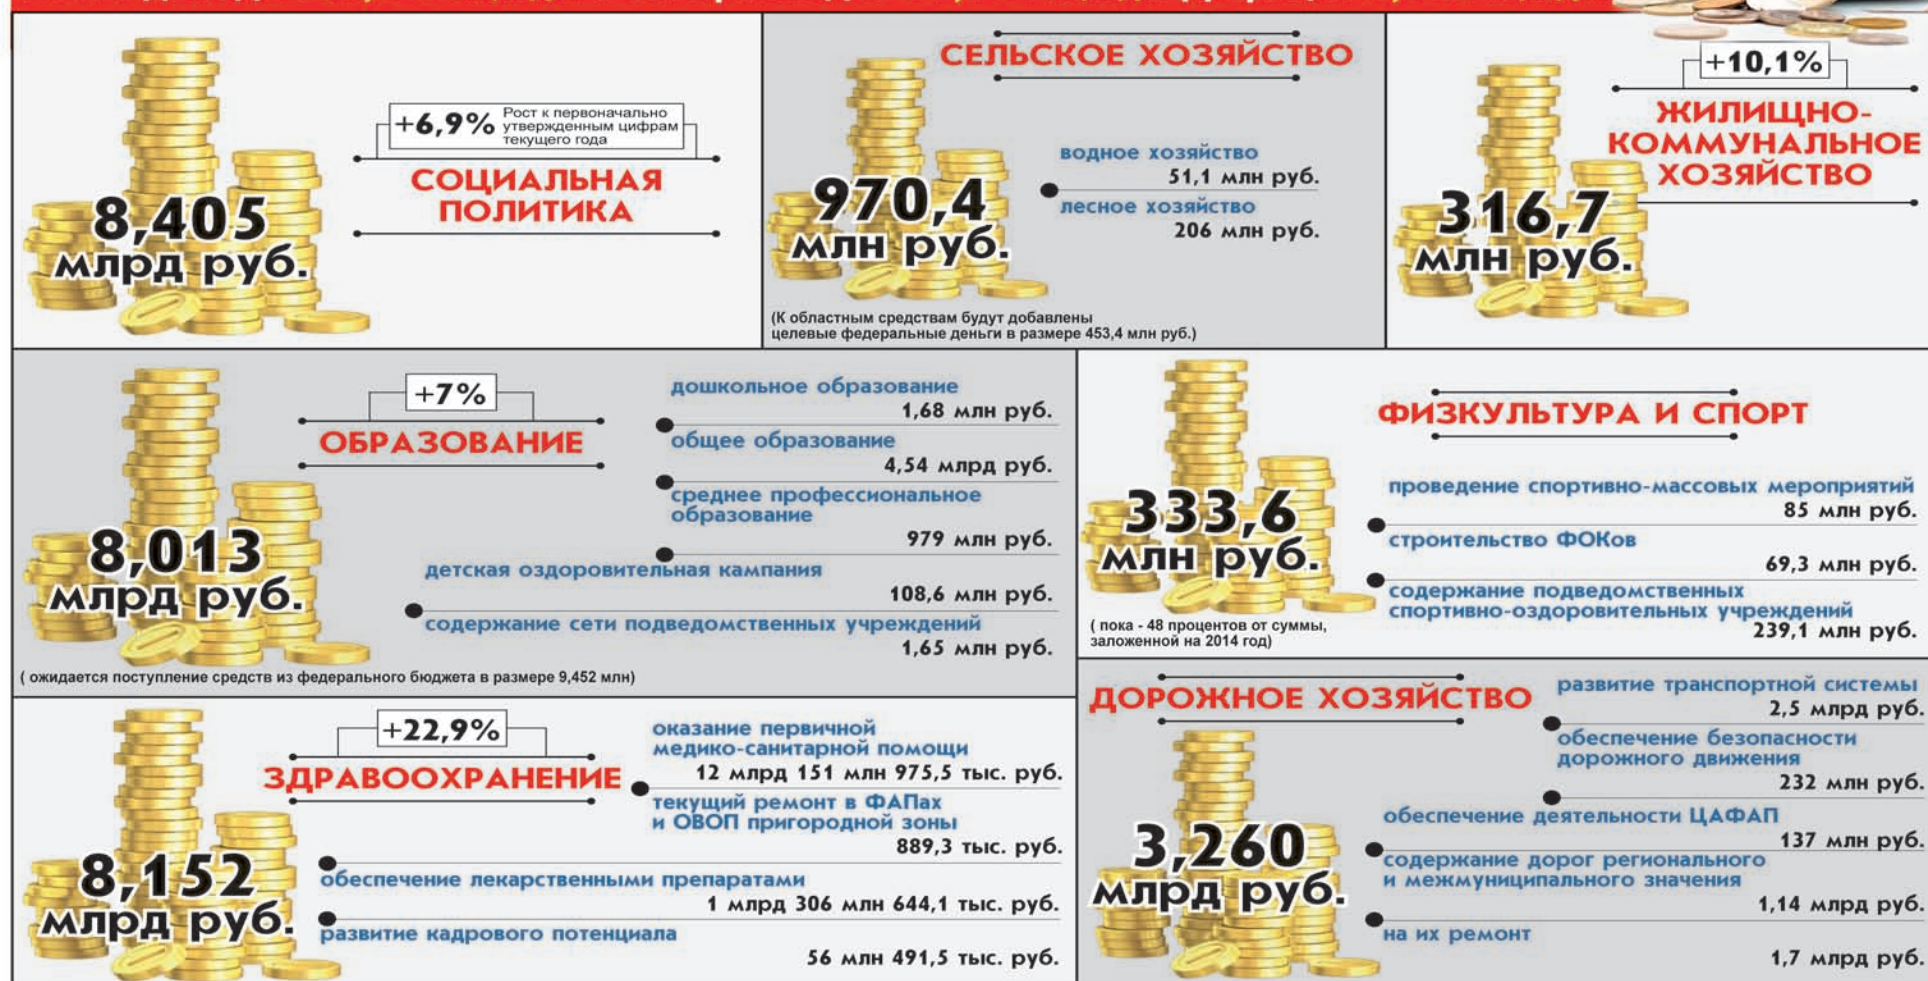 +6,9% Рост к первоначально
утвержденным цифрам
текущего года
СОЦИАЛЬНАЯ
ПОЛИТИКА
8,405
млрд руб.
СЕЛЬСКОЕ ХОЗЯЙСТВО
970,4
млн руб.
водное хозяйство
51,1 млн руб.
лесное хозяйство
206 млн руб.
(К областным средствам будут добавлены
целевые федеральные деньги в размере 453,4 млн руб.)
+10,1%
ЖИЛИЩНО-
КОММУНАЛЬНОЕ
ХОЗЯЙСТВО
316,7
млн руб.
+7%
ОБРАЗОВАНИЕ
8,013
млрд руб.
дошкольное образование
1,68 млн руб.
общее образование
4,54 млрд руб.
среднее профессиональное
образование
979 млн руб.
детская оздоровительная кампания
108,6 млн руб.
содержание сети подведомственных учреждений
1,65 млн руб.
( ожидается поступление средств из федерального бюджета в размере 9,452 млн)
ФИЗКУЛЬТУРА И СПОРТ
333,6
млн руб.
проведение спортивно-массовых мероприятий
85 млн руб.
строительство ФОКов
69,3 млн руб.
содержание подведомственных
спортивно-оздоровительных учреждений
239,1 млн руб.
( пока - 48 процентов от суммы,
заложенной на 2014 год)
+22,9%
ЗДРАВООХРАНЕНИЕ
8,152
млрд руб.
оказание первичной
медико-санитарной помощи
12 млрд 151 млн 975,5 тыс. руб.
текущий ремонт в ФАПах
и ОВОП пригородной зоны
889,3 тыс. руб.
обеспечение лекарственными препаратами
1 млрд 306 млн 644,1 тыс. руб.
развитие кадрового потенциала
56 млн 491,5 тыс. руб.
ДОРОЖНОЕ ХОЗЯЙСТВО
3,260
млрд руб.
развитие транспортной системы
2,5 млрд руб.
обеспечение безопасности
дорожного движения
232 млн руб.
обеспечение деятельности ЦАФАП
137 млн руб.
содержание дорог регионального
и межмуниципального значения
1,14 млрд руб.
на их ремонт
1,7 млрд руб.